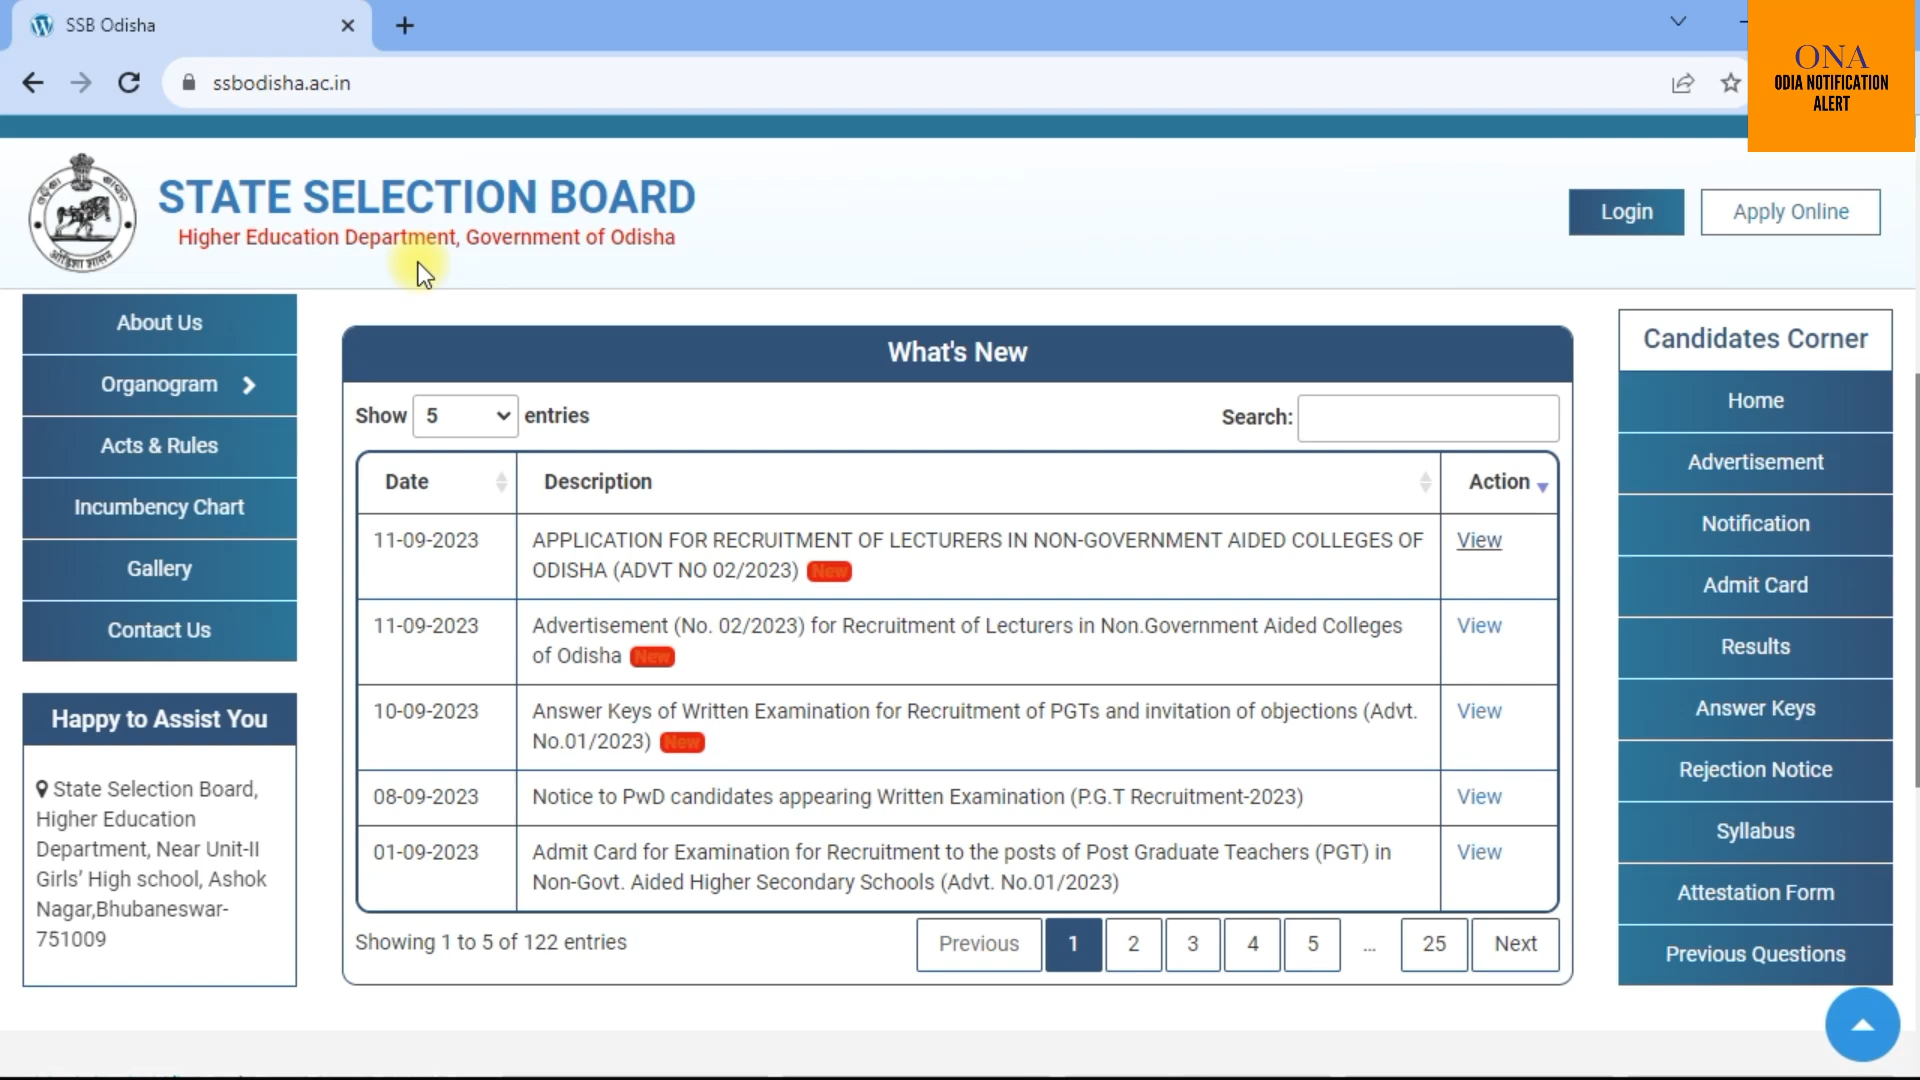 SSB Odisha
ssbodisha.ac.in
ONA
ODIA NOTIFICATION
ALERT
STATE SELECTION BOARD
Higher Education Department, Government of Odisha
Login
Apply Online
About Us
Organogram
Acts & Rules
Incumbency Chart
Gallery
Contact Us
Happy to Assist You
State Selection Board,
Higher Education
Department, Near Unit-II
Girls’ High school, Ashok
Nagar,Bhubaneswar-
751009
What's New
Show 5 entries
Search:
Date Description Action
11-09-2023 APPLICATION FOR RECRUITMENT OF LECTURERS IN NON-GOVERNMENT AIDED COLLEGES OF View
ODISHA (ADVT NO 02/2023) New
11-09-2023 Advertisement (No. 02/2023) for Recruitment of Lecturers in Non.Government Aided Colleges View
of Odisha New
10-09-2023 Answer Keys of Written Examination for Recruitment of PGTs and invitation of objections (Advt. View
No.01/2023) New
08-09-2023 Notice to PwD candidates appearing Written Examination (P.G.T Recruitment-2023) View
01-09-2023 Admit Card for Examination for Recruitment to the posts of Post Graduate Teachers (PGT) in View
Non-Govt. Aided Higher Secondary Schools (Advt. No.01/2023)
Showing 1 to 5 of 122 entries
Previous 1 2 3 4 5 ... 25 Next
Candidates Corner
Home
Advertisement
Notification
Admit Card
Results
Answer Keys
Rejection Notice
Syllabus
Attestation Form
Previous Questions